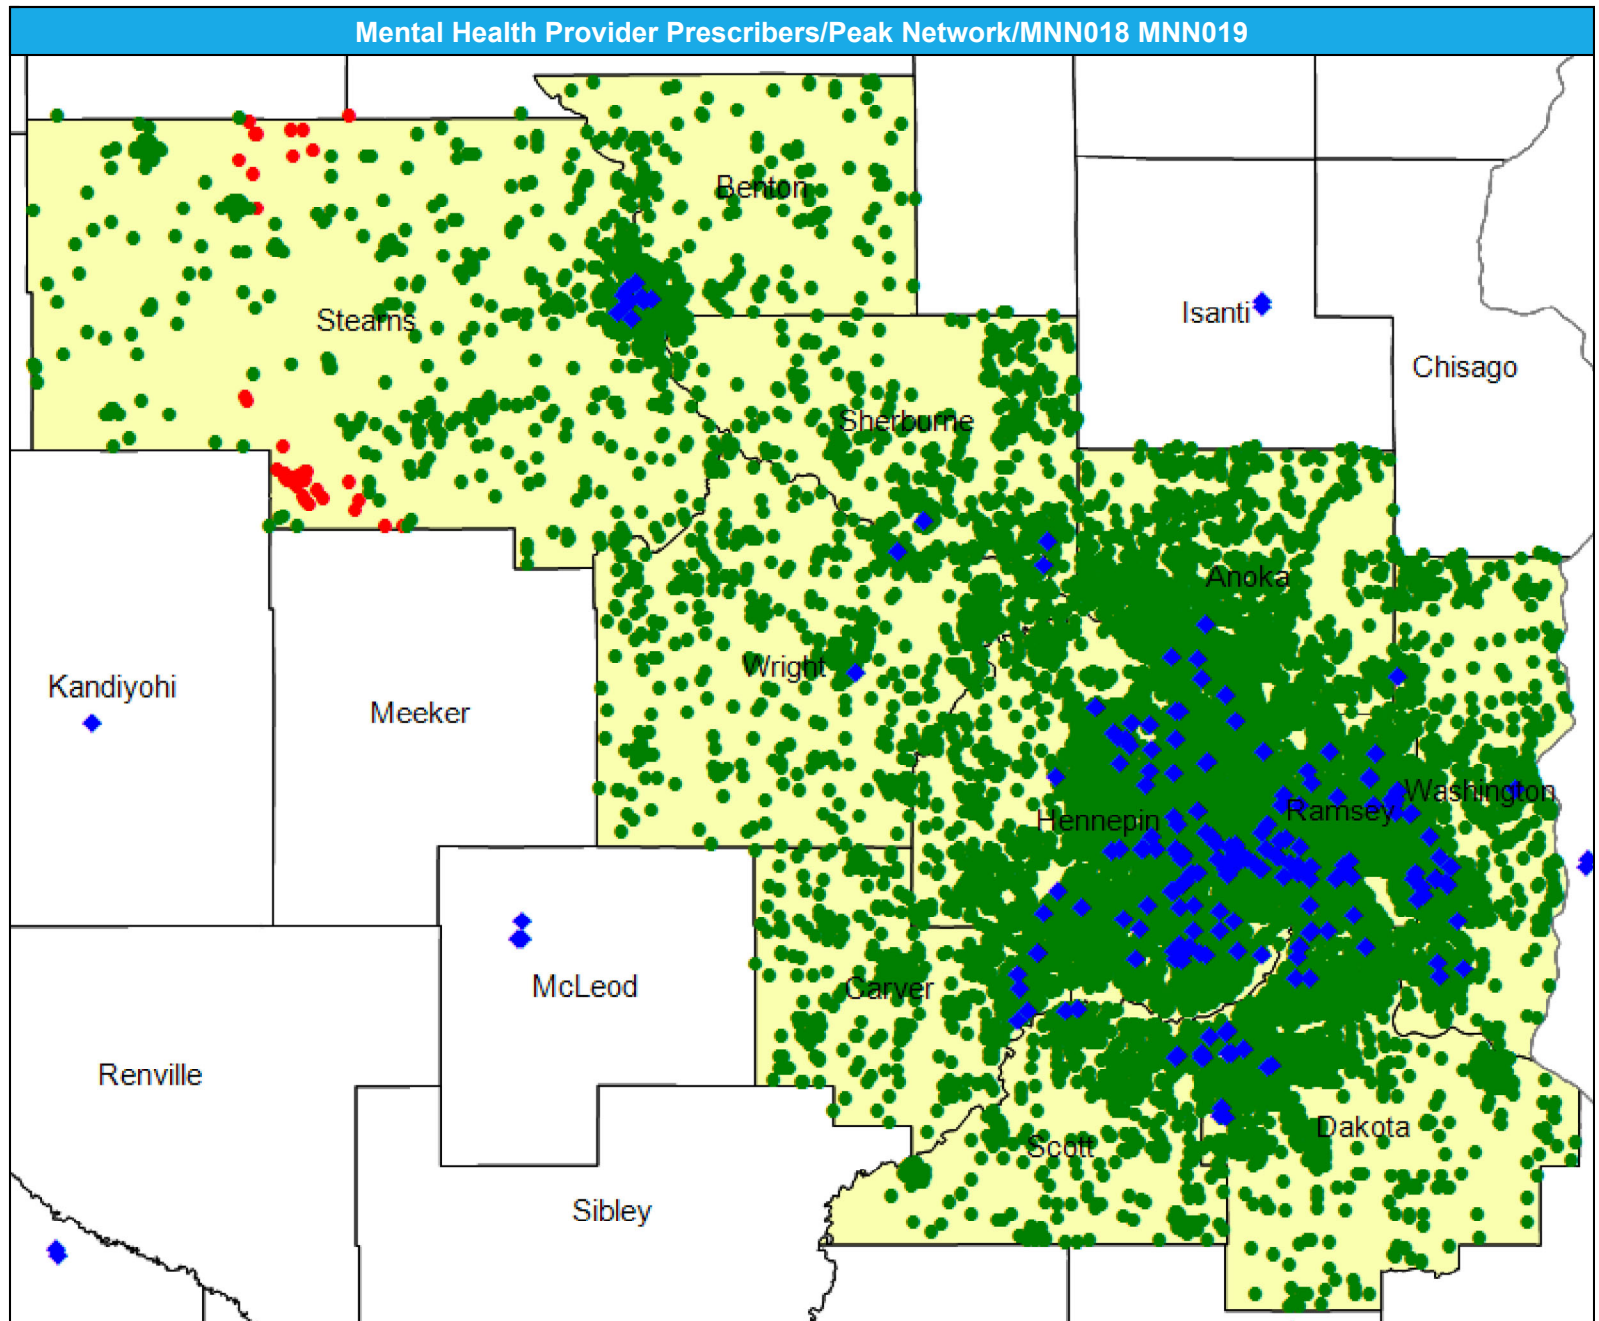 Mental Health Provider Prescribers/Peak Network/MNN018 MNN019
Benton
Stearns
Isanti
Chisago
Sherburne
Anoka
Wright
Kandiyohi
Meeker
Washington
Ramsey
Hennepin
McLeod
Carver
Renville
Dakota
Scott
Sibley